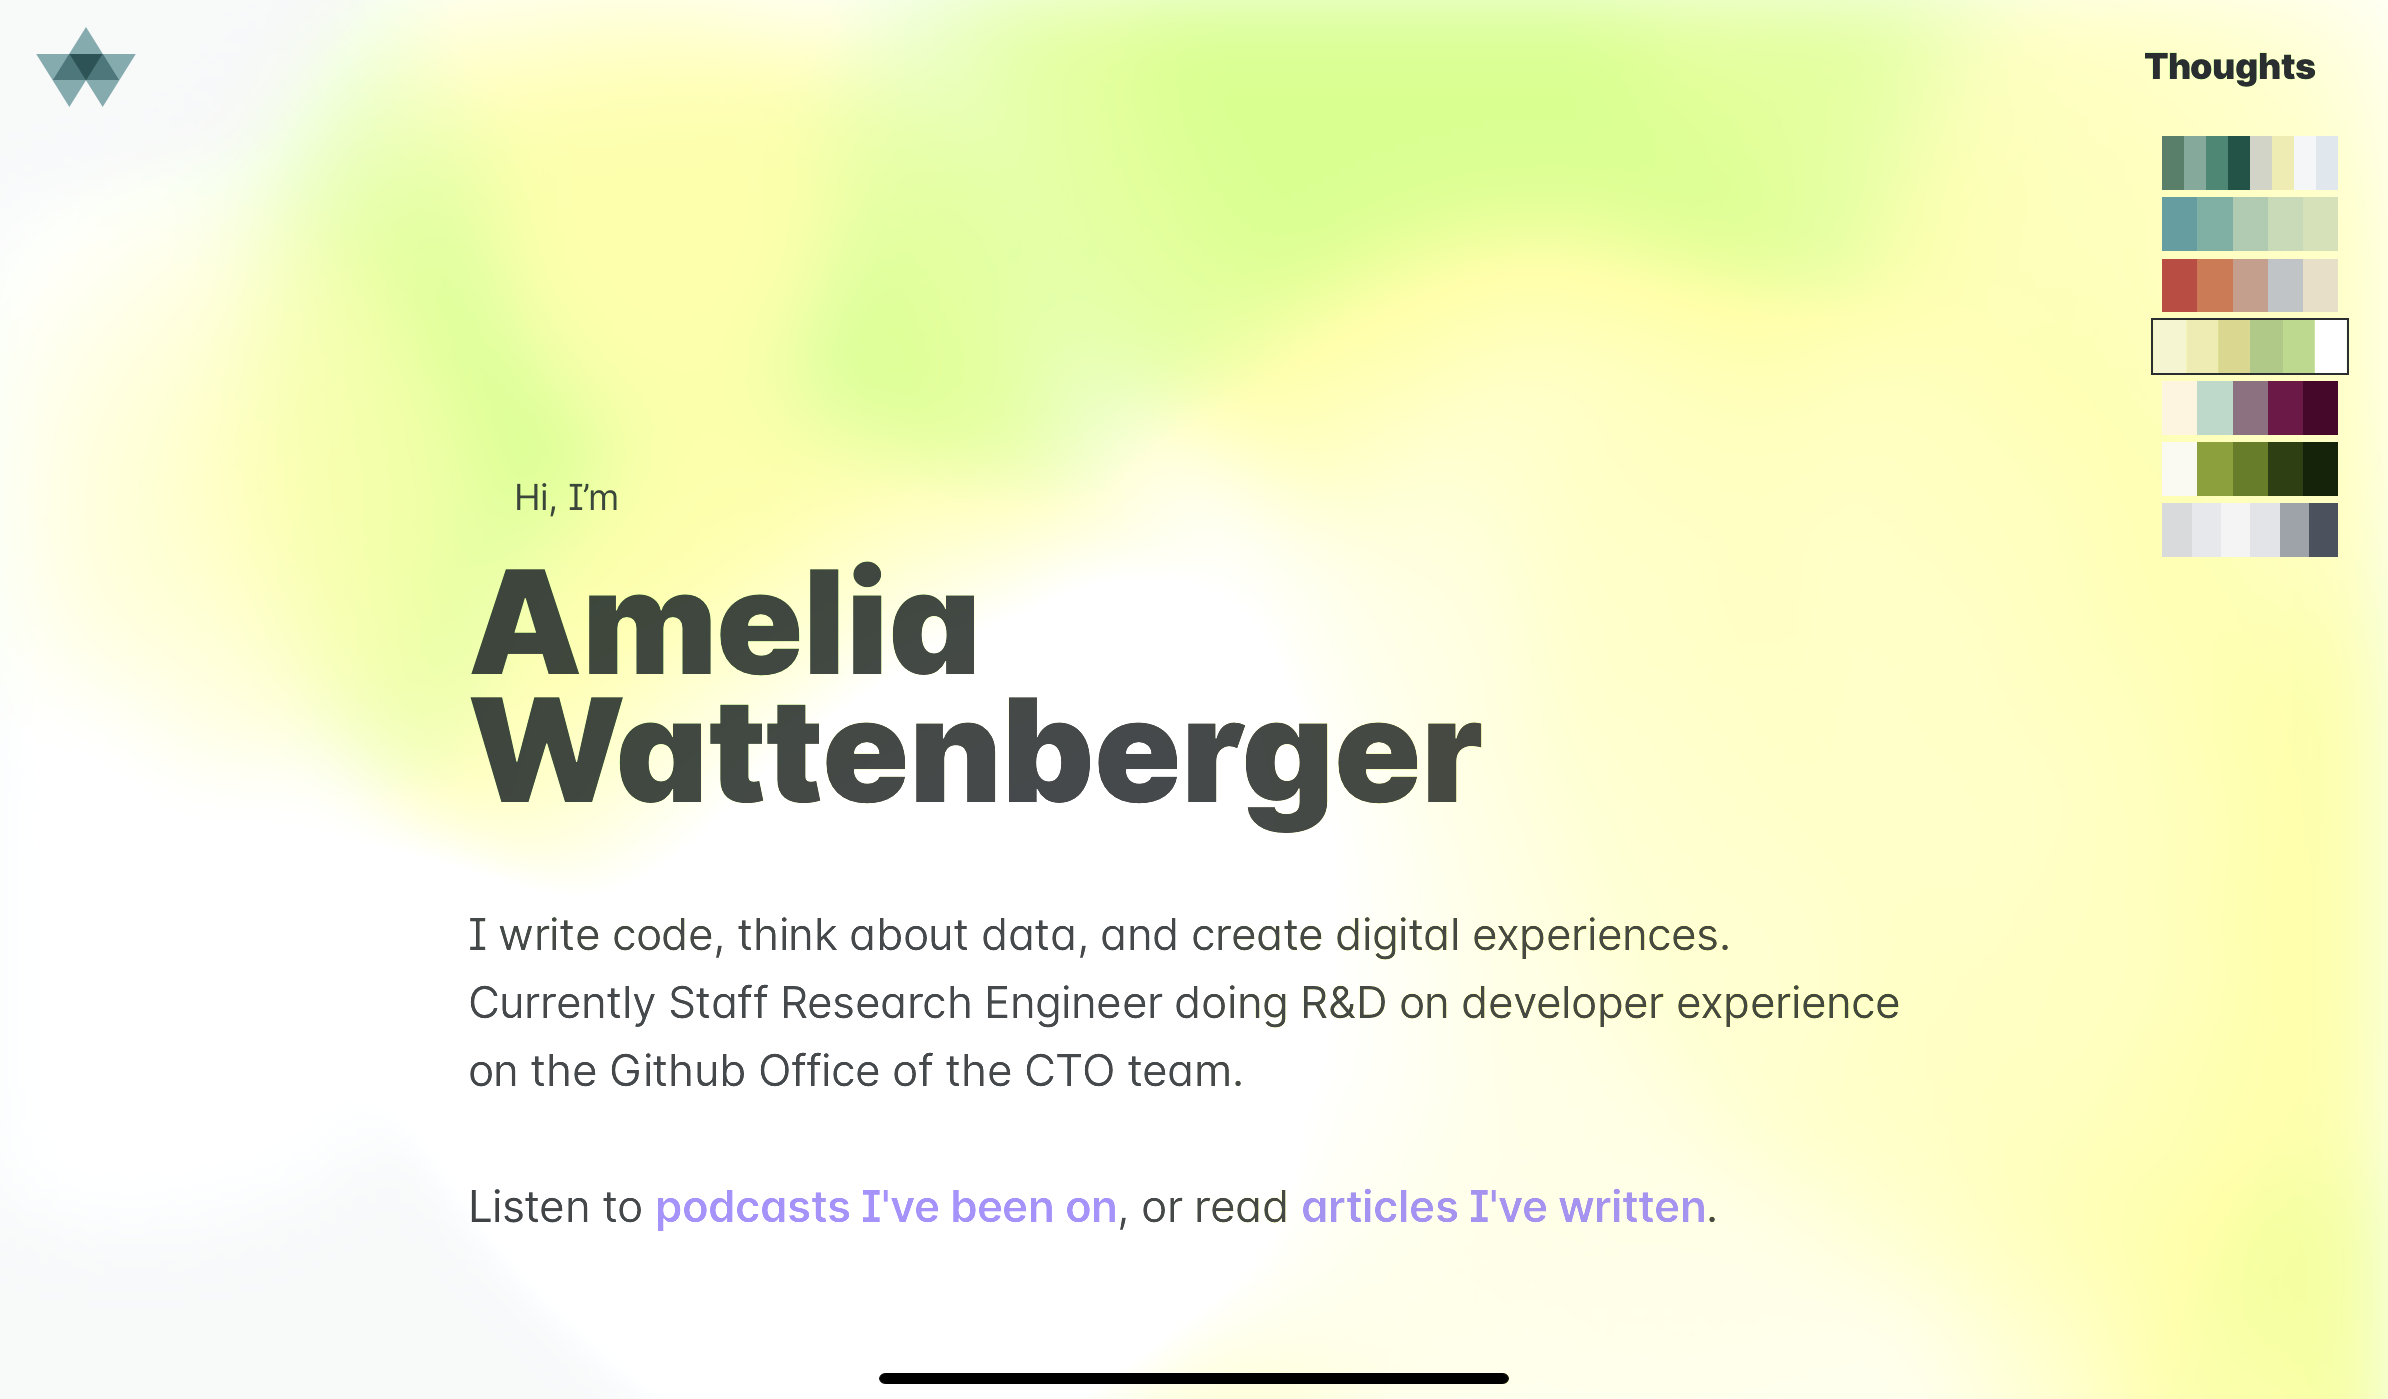 Thoughts
Hi, I’m
Amelia
Wattenberger
I write code, think about data, and create digital experiences.
Currently Staff Research Engineer doing R&D on developer experience
on the Github Office of the CTO team.
Listen to podcasts I've been on, or read articles I've written.